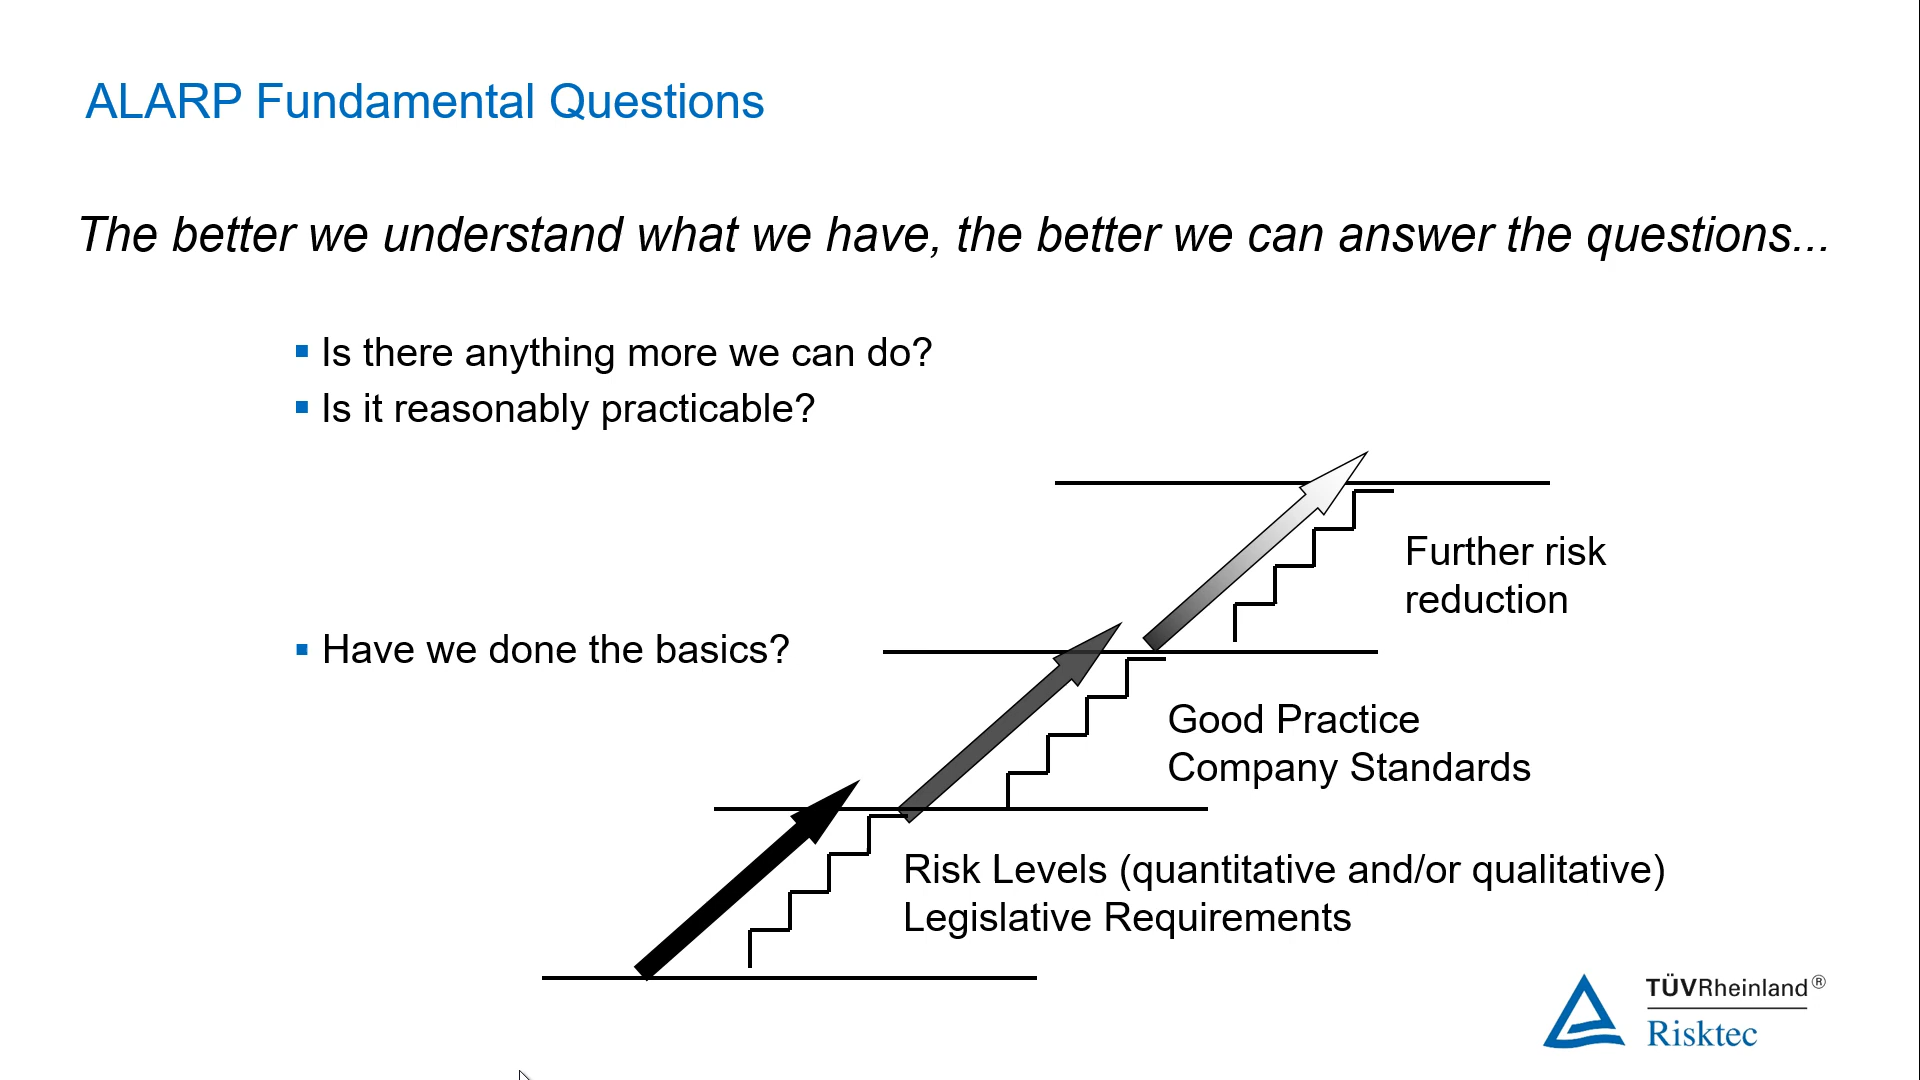 ALARP Fundamental Questions
The better we understand what we have, the better we can answer the questions...
Is there anything more we can do?
Is it reasonably practicable?
Further risk
reduction
Have we done the basics?
Good Practice
Company Standards
Risk Levels (quantitative and/or qualitative)
Legislative Requirements
TÜVRheinland®
Risktec